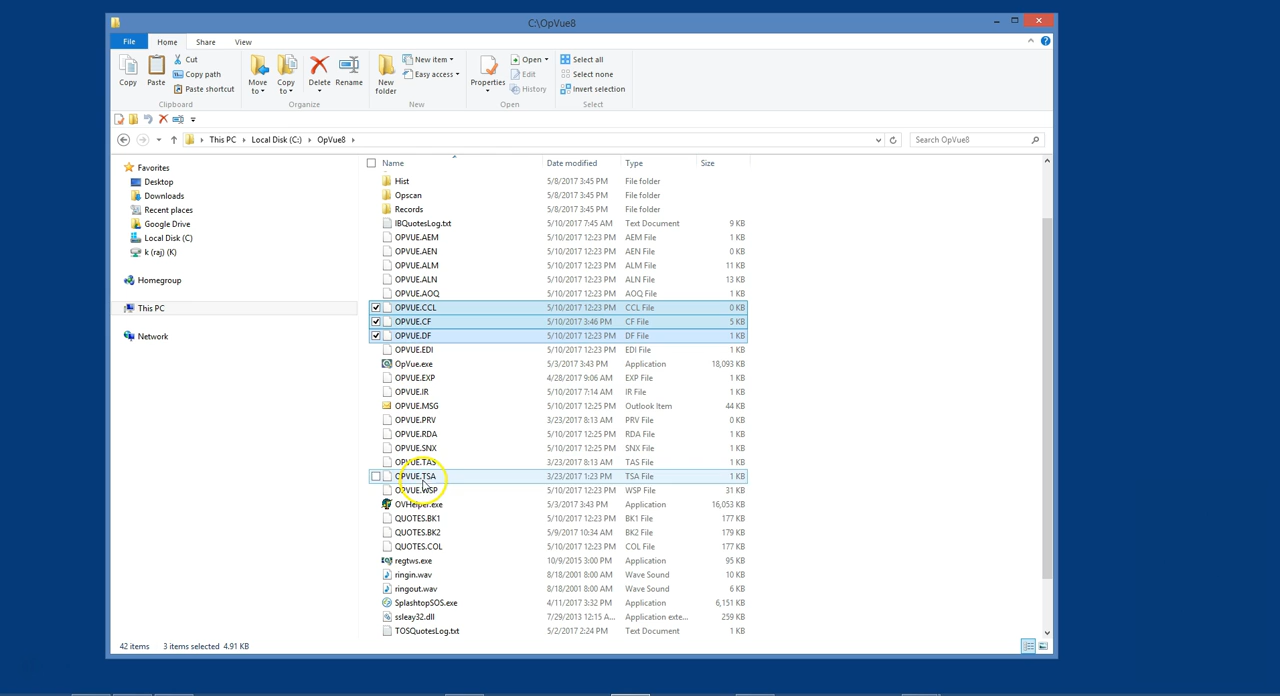 C:\OpVue8
File Home Share View
Copy Paste Cut Copy path Paste shortcut Move to Copy to Delete Rename New folder New item Easy access Properties Open Edit History Select all Select none Invert selection
Clipboard Organize New Open Select
This PC Local Disk (C:) OpVue8 Search OpVue8
Name Date modified Type Size
Favorites
Desktop
Downloads
Recent places
Google Drive
Local Disk (C)
k (raj) (K)
Homegroup
This PC
Network
Hist 5/8/2017 3:45 PM File folder
Opscan 5/8/2017 3:45 PM File folder
Records 5/8/2017 3:45 PM File folder
IBQuotesLog.txt 5/10/2017 7:45 AM Text Document 9 KB
OPVUE.AEM 5/10/2017 12:23 PM AEM File 1 KB
OPVUE.AEN 5/10/2017 12:23 PM AEN File 0 KB
OPVUE.ALM 5/10/2017 12:23 PM ALM File 11 KB
OPVUE.ALN 5/10/2017 12:23 PM ALN File 13 KB
OPVUE.AOQ 5/10/2017 12:23 PM AOQ File 1 KB
OPVUE.CCL 5/10/2017 12:23 PM CCL File 0 KB
OPVUE.CF 5/10/2017 3:46 PM CF File 5 KB
OPVUE.DF 5/10/2017 12:23 PM DF File 1 KB
OPVUE.EDI 5/10/2017 12:23 PM EDI File 1 KB
OpVue.exe 5/3/2017 3:43 PM Application 18,093 KB
OPVUE.EXP 4/28/2017 9:06 AM EXP File 1 KB
OPVUE.IR 5/10/2017 7:14 AM IR File 1 KB
OPVUE.MSG 5/10/2017 12:25 PM Outlook Item 44 KB
OPVUE.PRV 3/23/2017 8:13 AM PRV File 0 KB
OPVUE.RDA 5/10/2017 12:25 PM RDA File 1 KB
OPVUE.SNX 5/10/2017 12:25 PM SNX File 1 KB
OPVUE.TAS 3/23/2017 8:13 AM TAS File 1 KB
OPVUE.TSA 3/23/2017 1:23 PM TSA File 1 KB
OPVUE.WSP 5/10/2017 12:23 PM WSP File 31 KB
OVHelper.exe 5/3/2017 3:43 PM Application 16,053 KB
QUOTES.BK1 5/10/2017 12:23 PM BK1 File 177 KB
QUOTES.BK2 5/9/2017 10:34 AM BK2 File 179 KB
QUOTES.COL 5/10/2017 12:23 PM COL File 177 KB
regtws.exe 10/9/2015 3:00 PM Application 95 KB
ringin.wav 8/18/2001 8:00 AM Wave Sound 10 KB
ringout.wav 8/18/2001 8:00 AM Wave Sound 6 KB
SplashtopSOS.exe 4/11/2017 3:32 PM Application 6,151 KB
ssleay32.dll 7/29/2013 12:15 A... Application exte... 259 KB
TOSQuotesLog.txt 5/2/2017 2:24 PM Text Document 1 KB
42 items 3 items selected 4.91 KB